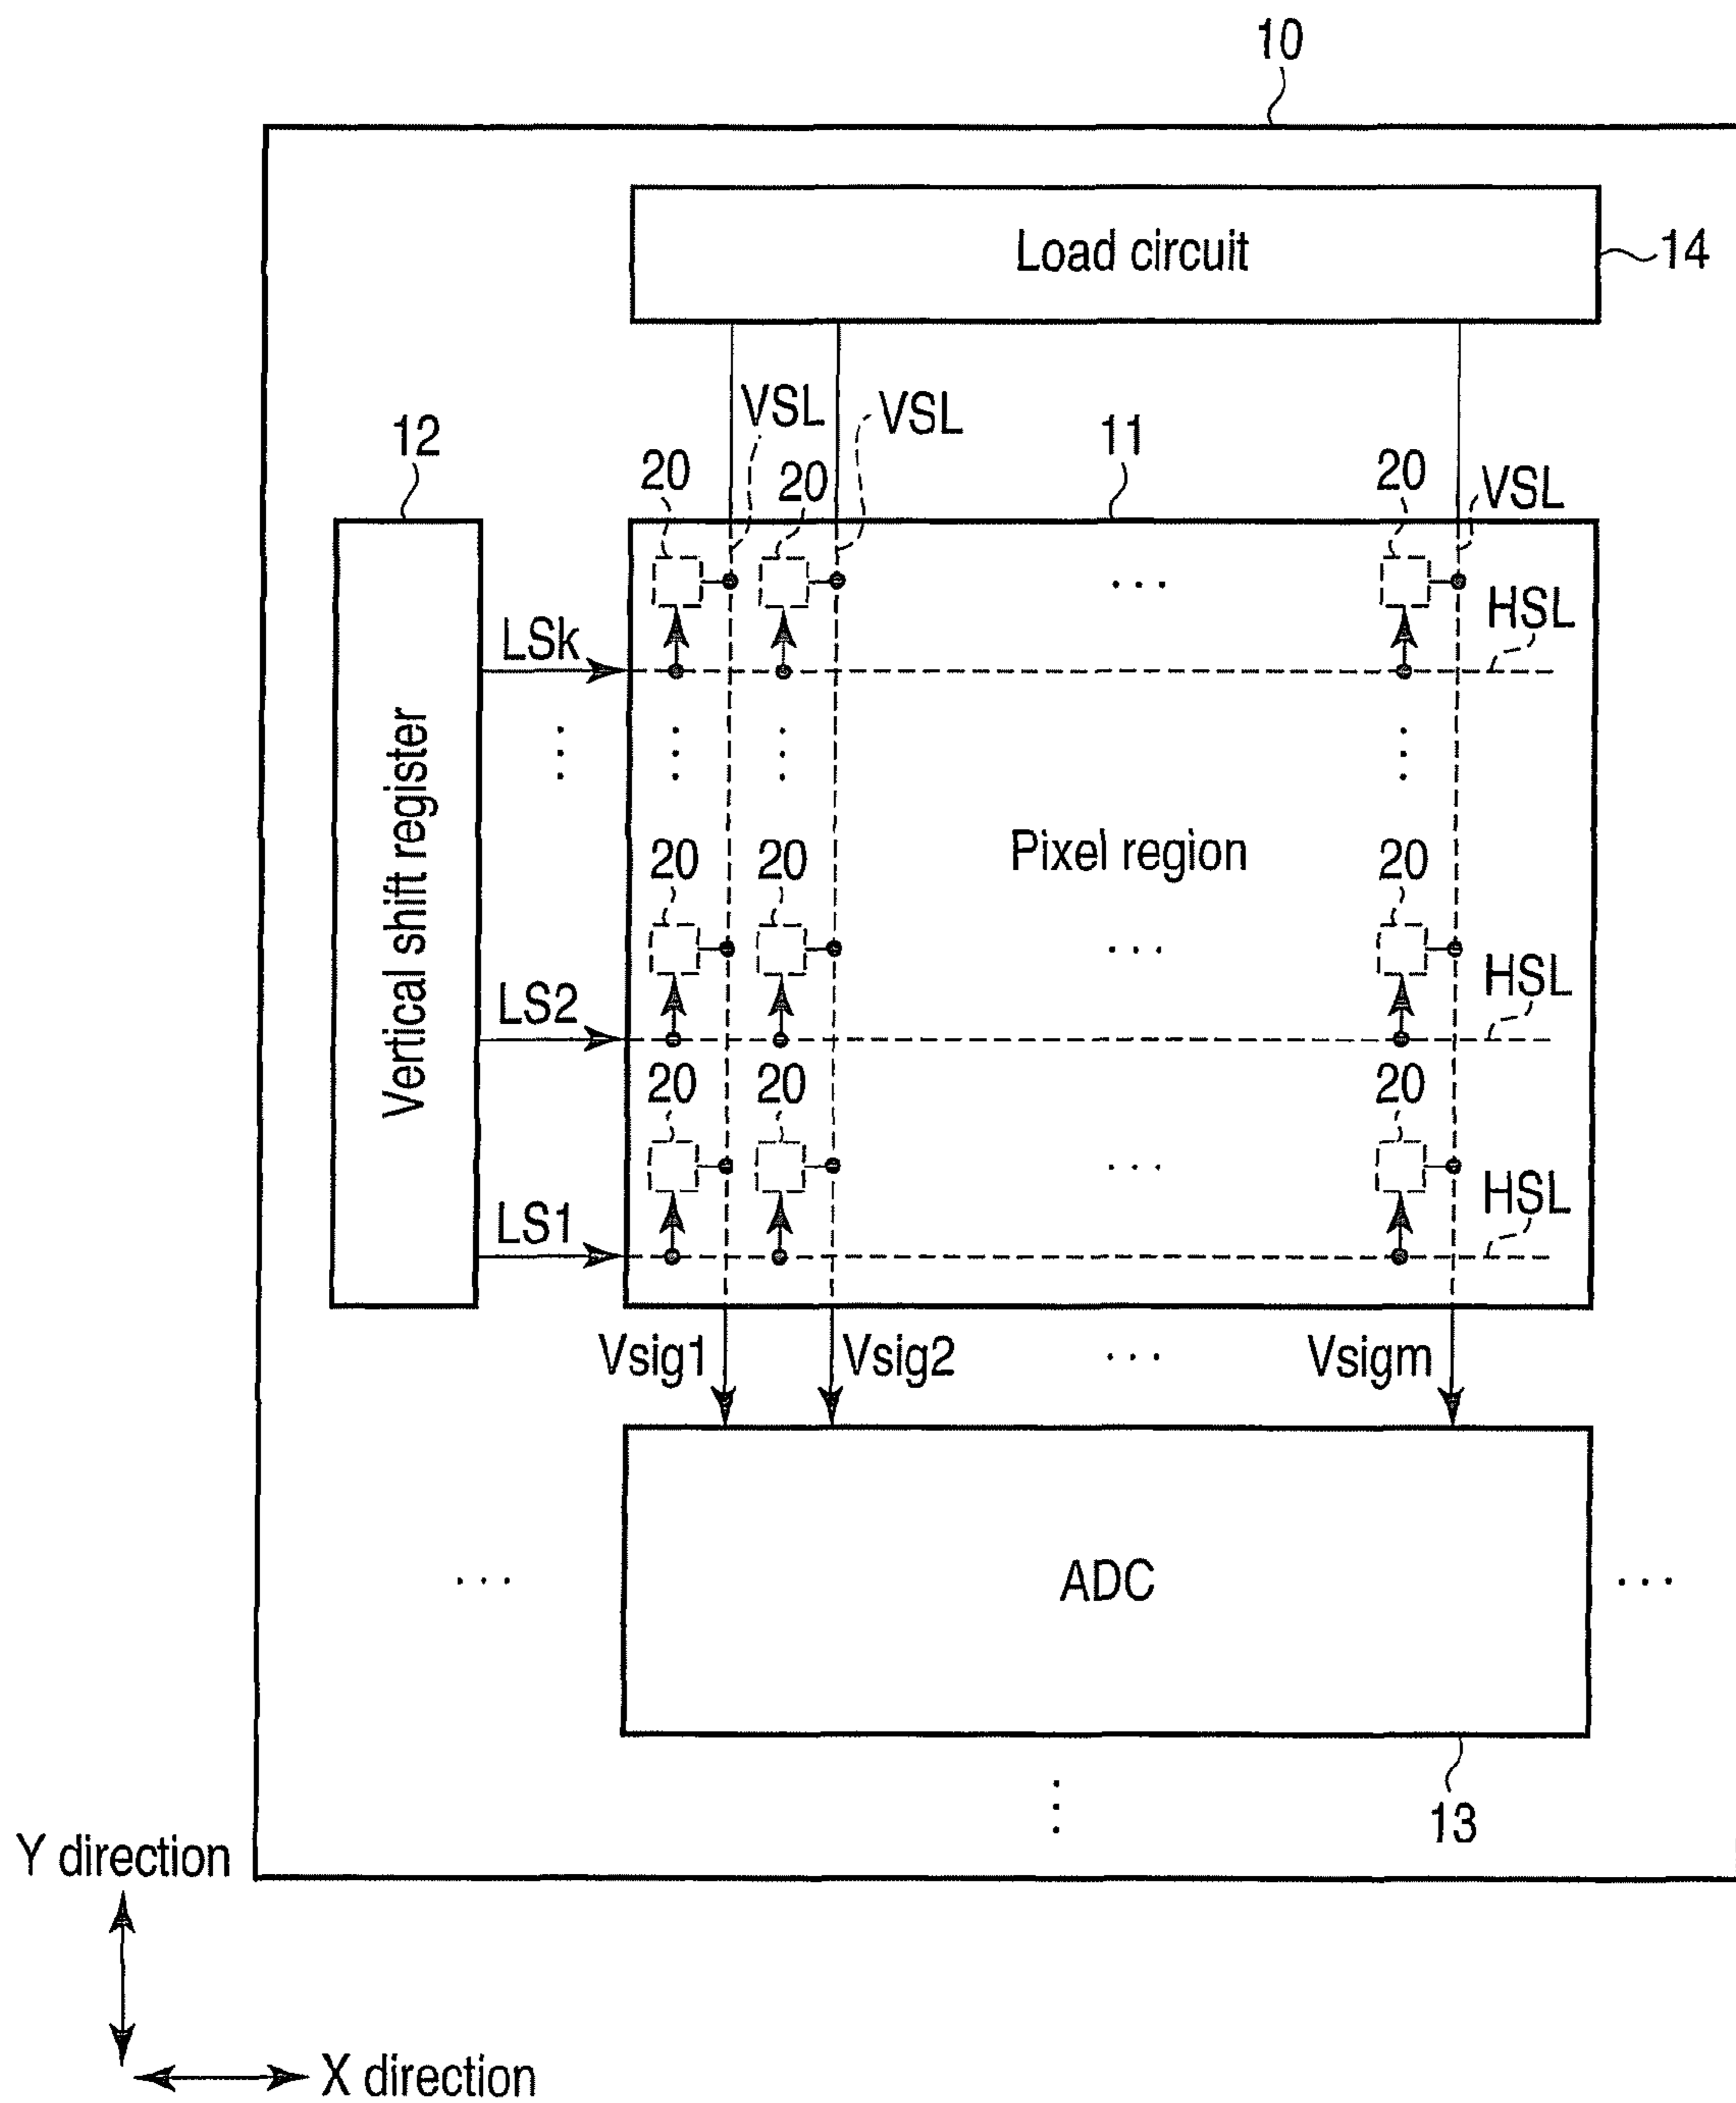 10
Load circuit
14
VSL
VSL
12
11
20
20
20
VSL
HSL
LSk
⋮
⋮
⋮
⋮
...
Vertical shift register
Pixel region
20
20
20
...
LS2
HSL
20
20
20
...
LS1
HSL
Vsig1
Vsig2
...
Vsigm
...
ADC
...
⋮
13
Y direction
X direction